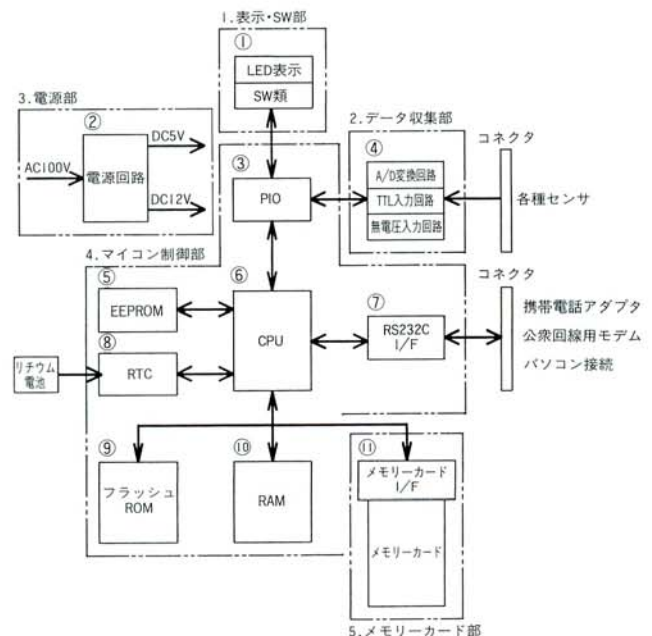 1.表示・SW部
①
LED表示
SW類
3.電源部
②
AC100V
電源回路
DC5V
DC12V
2.データ収集部
④
A/D変換回路
TTL入力回路
無電圧入力回路
コネクタ
各種センサ
③
PIO
4.マイコン制御部
⑤
EEPROM
⑥
CPU
⑦
RS232C
I/F
コネクタ
携帯電話アダプタ
公衆回線用モデム
パソコン接続
⑧
RTC
リチウム
電池
⑨
フラッシュ
ROM
⑩
RAM
⑪
メモリーカード
I/F
メモリーカード
5.メモリーカード部